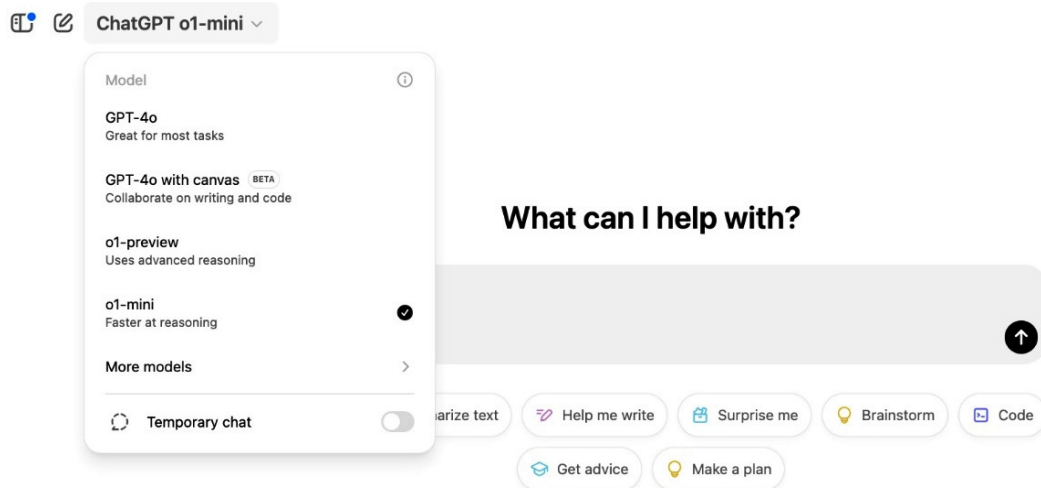 ChatGPT o1-mini
Model
GPT-4o
Great for most tasks
GPT-4o with canvas BETA
Collaborate on writing and code
o1-preview
Uses advanced reasoning
o1-mini
Faster at reasoning
More models
Temporary chat
What can I help with?
arize text Help me write Surprise me Brainstorm Code
Get advice Make a plan